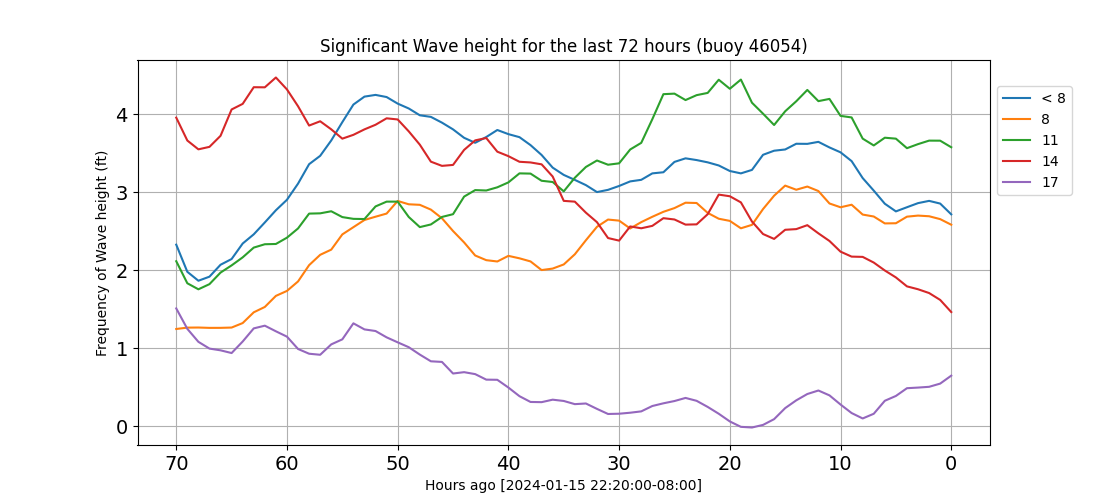 Significant Wave height for the last 72 hours (buoy 46054)
Frequency of Wave height (ft)
4
3
2
1
0
70 60 50 40 30 20 10 0
Hours ago [2024-01-15 22:20:00-08:00]
< 8
8
11
14
17